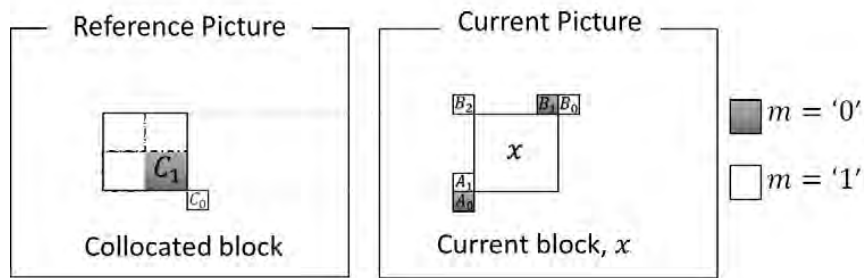 Reference Picture
Current Picture
B₂
B₁
B₀
m = '0'
C₁
x
m = '1'
A₁
C₀
A₀
Collocated block
Current block, x